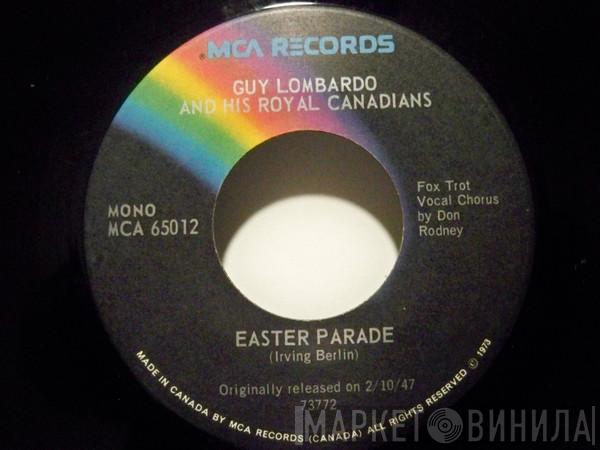 ®MCA RECORDS
GUY LOMBARDO
AND HIS ROYAL CANADIANS
MONO
MCA 65012
Fox Trot
Vocal Chorus
by Don
Rodney
EASTER PARADE
(Irving Berlin)
Originally released on 2/10/47
73772
MADE IN CANADA BY MCA RECORDS (CANADA) ALL RIGHTS RESERVED © 1973
МАРКЕТ ВИНИЛА